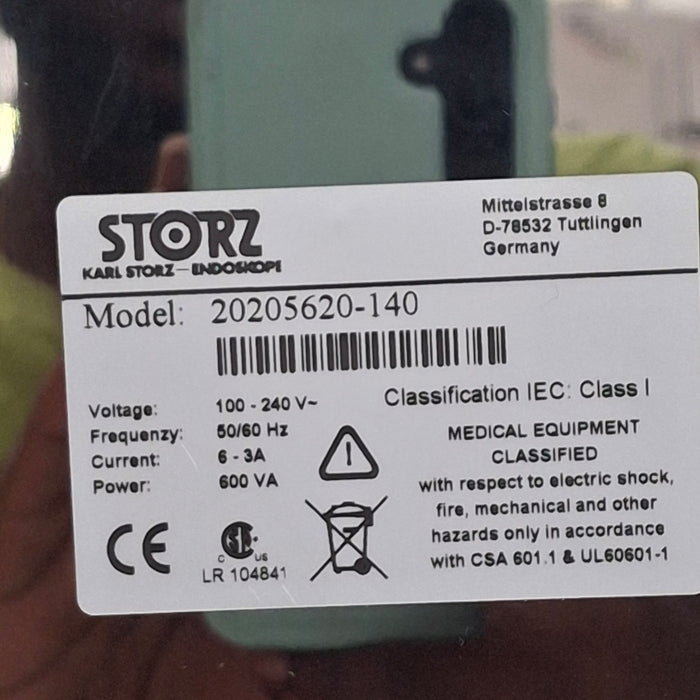 STORZ
KARL STORZ – ENDOSKOPE
Mittelstrasse 8
D-78532 Tuttlingen
Germany
Model: 20205620-140
Voltage: 100 - 240 V~
Frequenzy: 50/60 Hz
Current: 6 - 3A
Power: 600 VA
Classification IEC: Class I
MEDICAL EQUIPMENT
CLASSIFIED
with respect to electric shock,
fire, mechanical and other
hazards only in accordance
with CSA 601.1 & UL60601-1
CE
C US
LR 104841